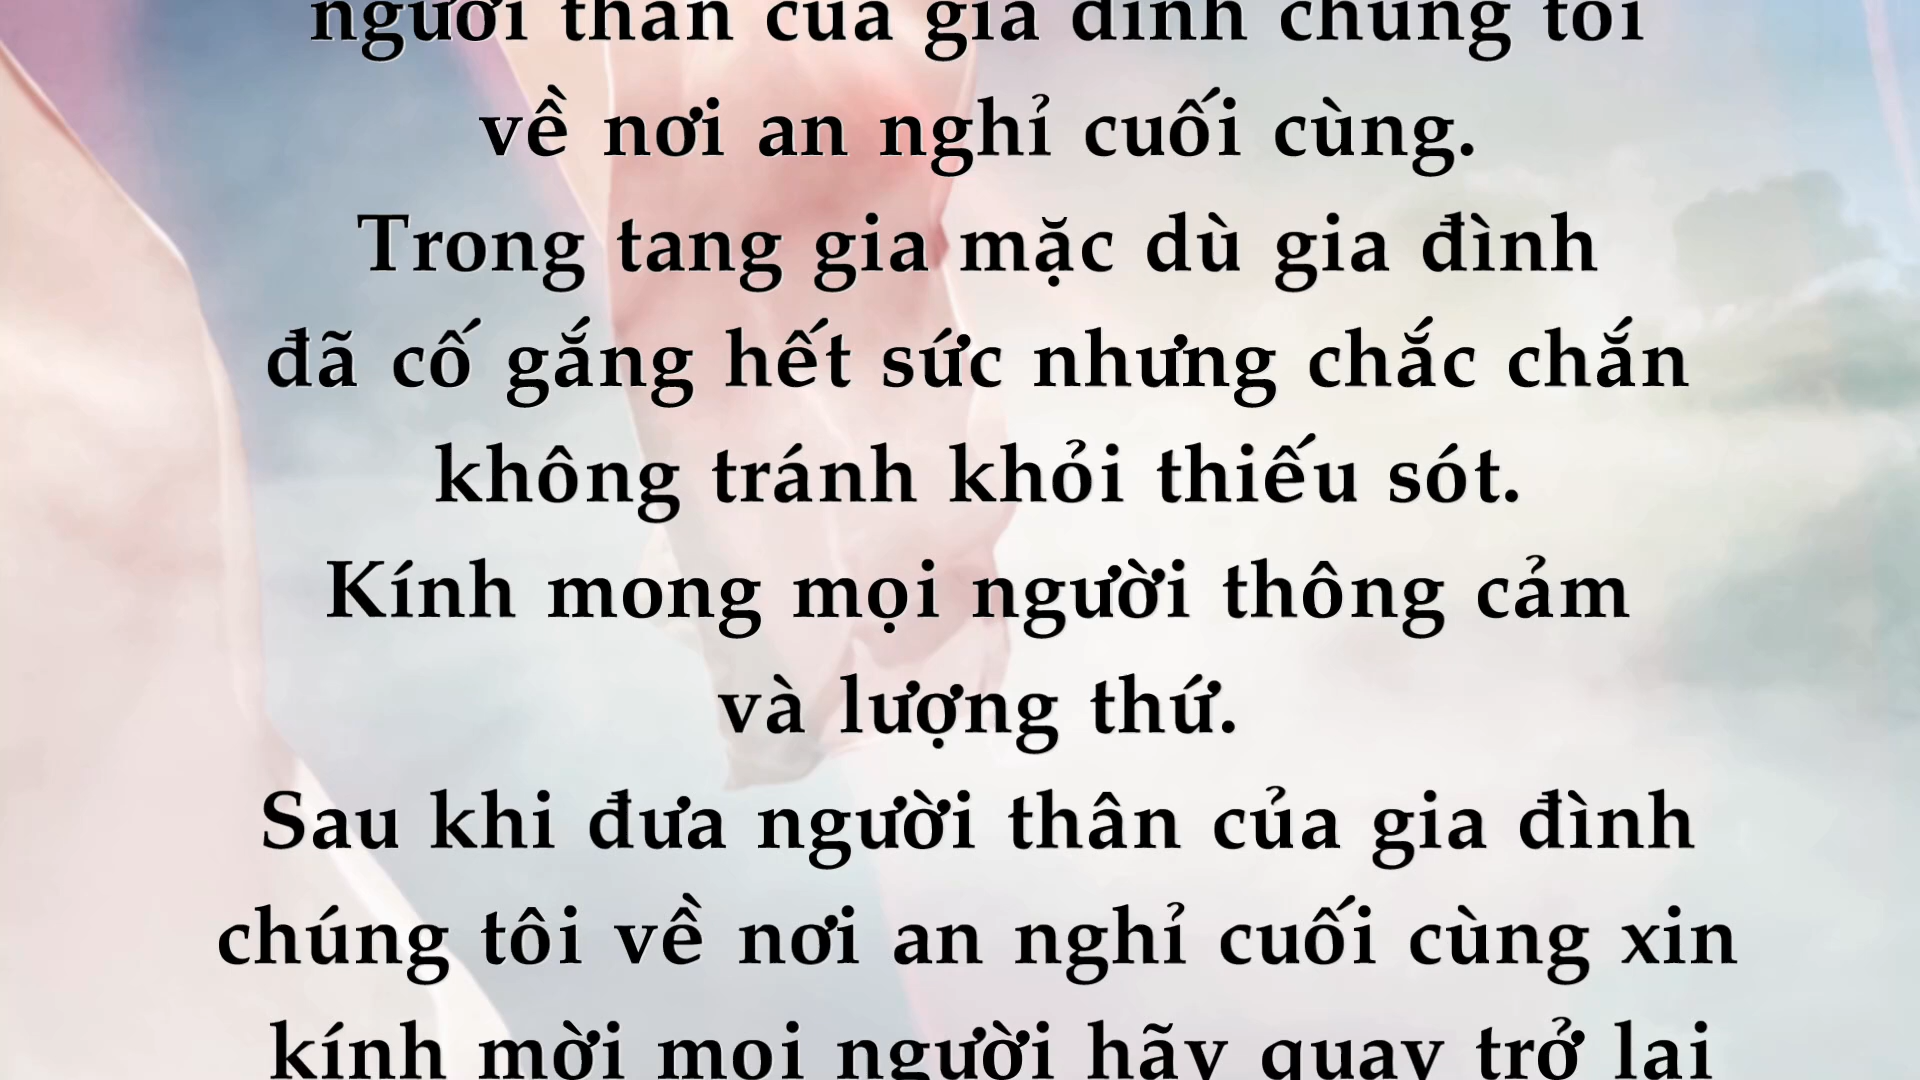 người thân của gia đình chúng tôi
về nơi an nghỉ cuối cùng.
Trong tang gia mặc dù gia đình
đã cố gắng hết sức nhưng chắc chắn
không tránh khỏi thiếu sót.
Kính mong mọi người thông cảm
và lượng thứ.
Sau khi đưa người thân của gia đình
chúng tôi về nơi an nghỉ cuối cùng xin
kính mời mọi người hãy quay trở lại